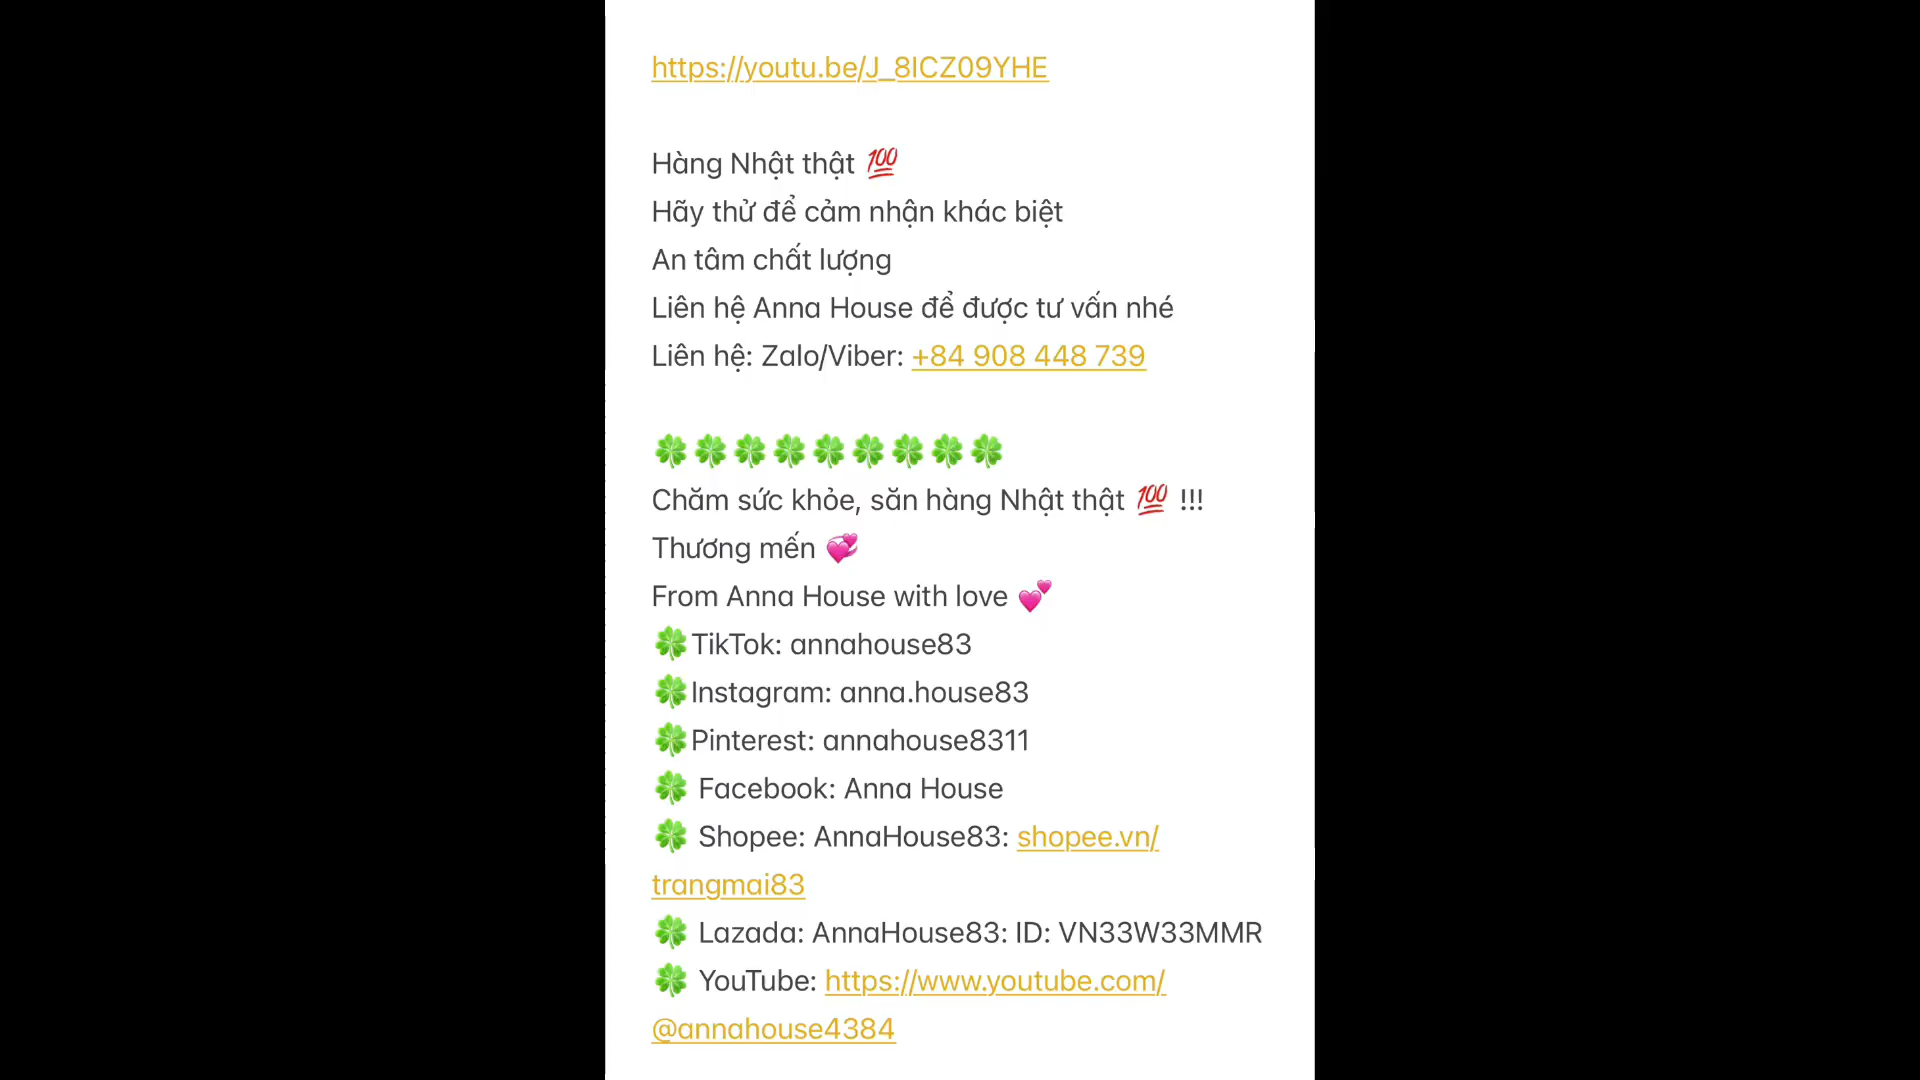 https://youtu.be/J_8ICZ09YHE
Hàng Nhật thật 💯
Hãy thử để cảm nhận khác biệt
An tâm chất lượng
Liên hệ Anna House để được tư vấn nhé
Liên hệ: Zalo/Viber: +84 908 448 739
🍀🍀🍀🍀🍀🍀🍀🍀🍀
Chăm sức khỏe, săn hàng Nhật thật 💯 !!!
Thương mến 💞
From Anna House with love 💕
🍀TikTok: annahouse83
🍀Instagram: anna.house83
🍀Pinterest: annahouse8311
🍀 Facebook: Anna House
🍀 Shopee: AnnaHouse83: shopee.vn/
trangmai83
🍀 Lazada: AnnaHouse83: ID: VN33W33MMR
🍀 YouTube: https://www.youtube.com/
@annahouse4384